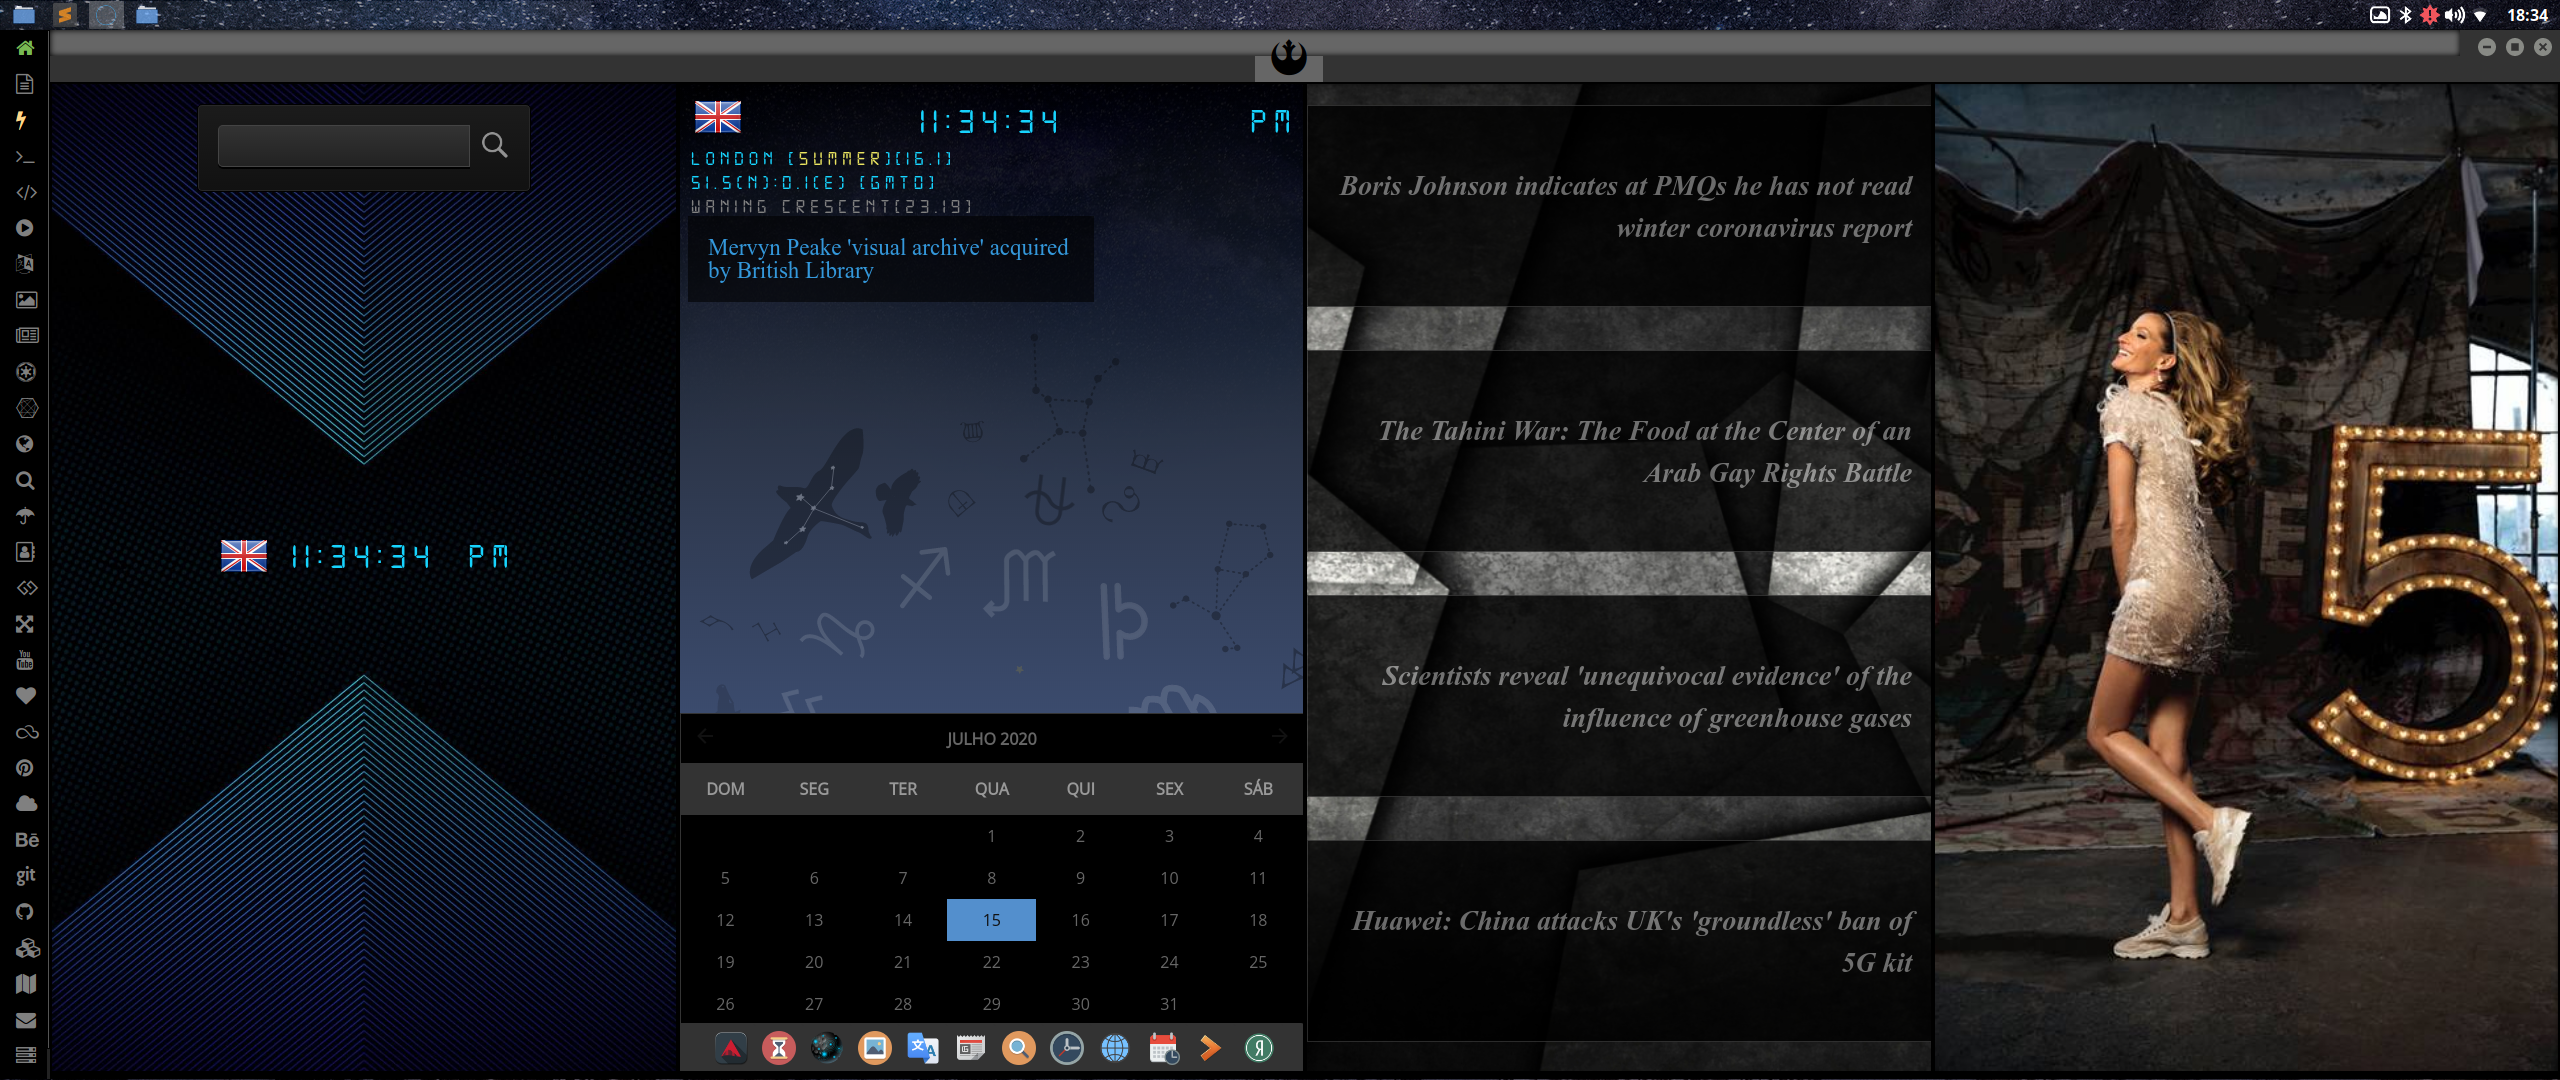 18:34
11:34:34 PM
LONDON [SUMMER][16.1]
51.5(N):0.1(E) [GMT0]
WANING CRESCENT[23.19]
Mervyn Peake 'visual archive' acquired
by British Library
11:34:34 PM
JULHO 2020
DOM SEG TER QUA QUI SEX SÁB
1 2 3 4
5 6 7 8 9 10 11
12 13 14 15 16 17 18
19 20 21 22 23 24 25
26 27 28 29 30 31
Boris Johnson indicates at PMQs he has not read
winter coronavirus report
The Tahini War: The Food at the Center of an
Arab Gay Rights Battle
Scientists reveal 'unequivocal evidence' of the
influence of greenhouse gases
Huawei: China attacks UK's 'groundless' ban of
5G kit
5
You
Tube
Bē
git